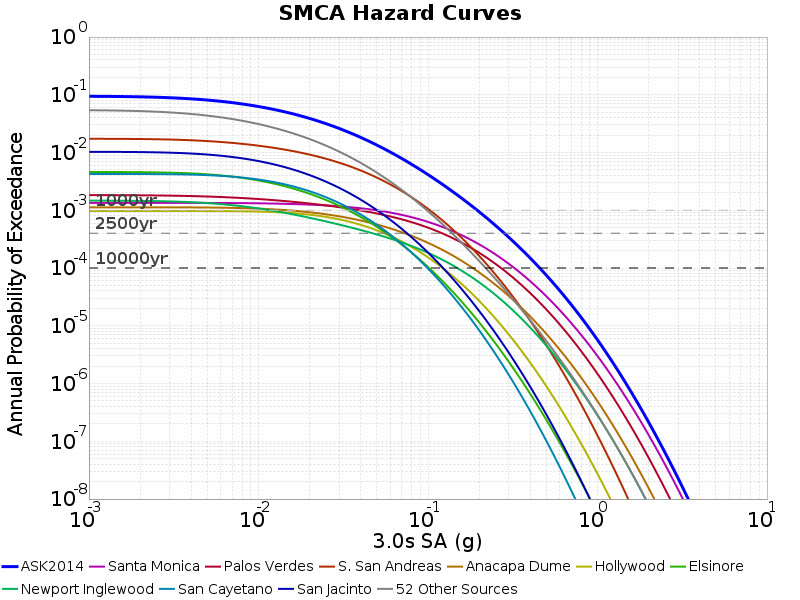 SMCA Hazard Curves
Annual Probability of Exceedance
10^0
10^-1
10^-2
10^-3
10^-4
10^-5
10^-6
10^-7
10^-8
1000yr
2500yr
10000yr
10^-3 10^-2 10^-1 10^0 10^1
3.0s SA (g)
ASK2014 Santa Monica Palos Verdes S. San Andreas Anacapa Dume Hollywood Elsinore
Newport Inglewood San Cayetano San Jacinto 52 Other Sources